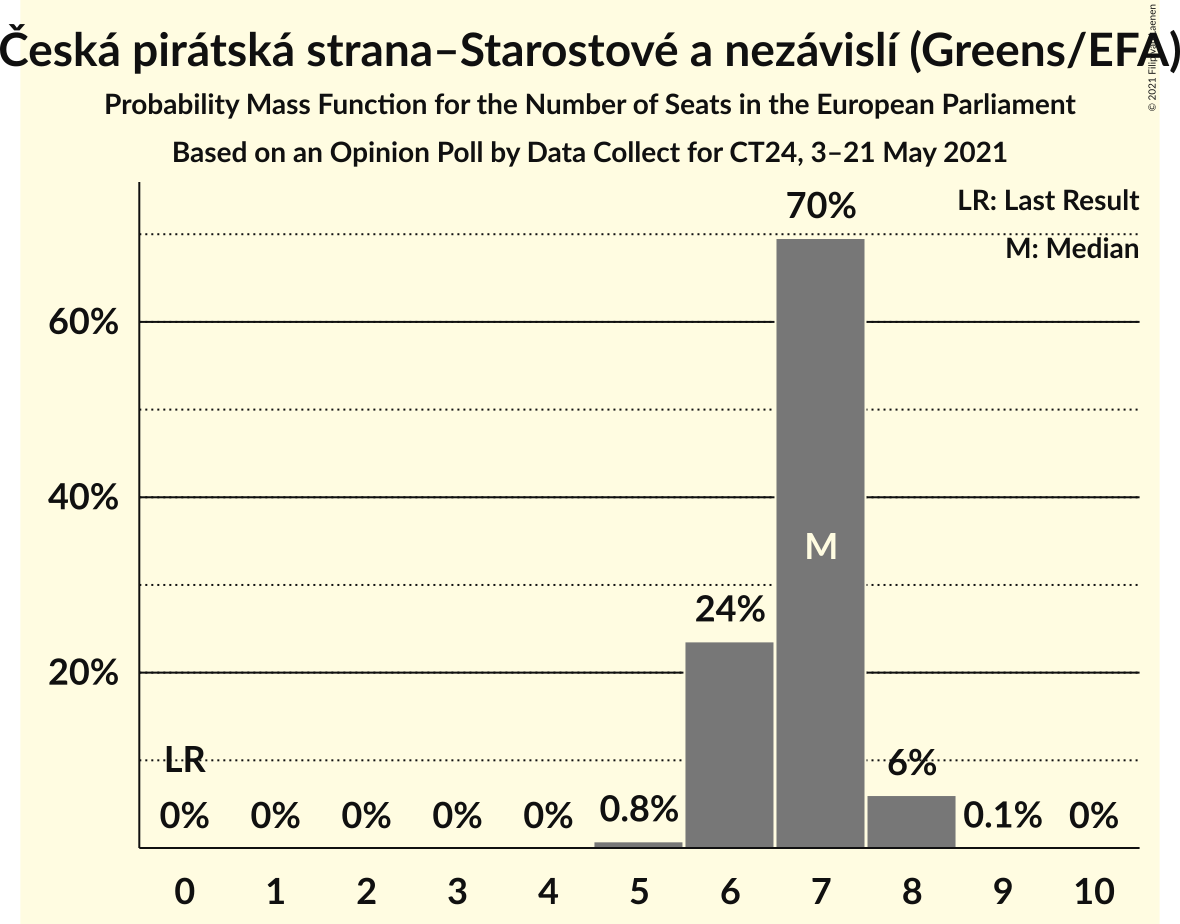 Česká pirátská strana–Starostové a nezávislí (Greens/EFA)
Probability Mass Function for the Number of Seats in the European Parliament
Based on an Opinion Poll by Data Collect for CT24, 3–21 May 2021
© 2021 Filip
LR: Last Result
M: Median
70%
60%
40%
M
24%
20%
LR
6%
0% 0% 0% 0% 0% 0.8% 0.1% 0%
0 1 2 3 4 5 6 7 8 9 10